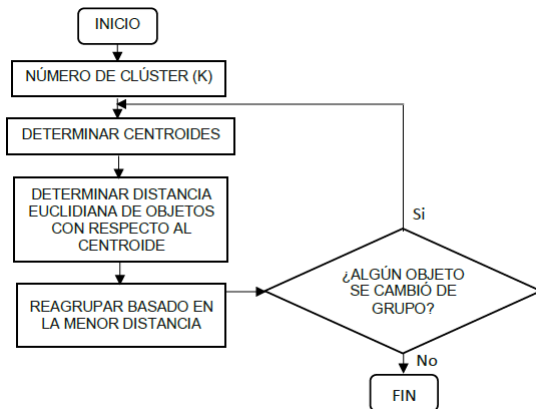 INICIO
NÚMERO DE CLÚSTER (K)
DETERMINAR CENTROIDES
DETERMINAR DISTANCIA
EUCLIDIANA DE OBJETOS
CON RESPECTO AL
CENTROIDE
REAGRUPAR BASADO EN
LA MENOR DISTANCIA
¿ALGÚN OBJETO
SE CAMBIÓ DE
GRUPO?
Si
No
FIN